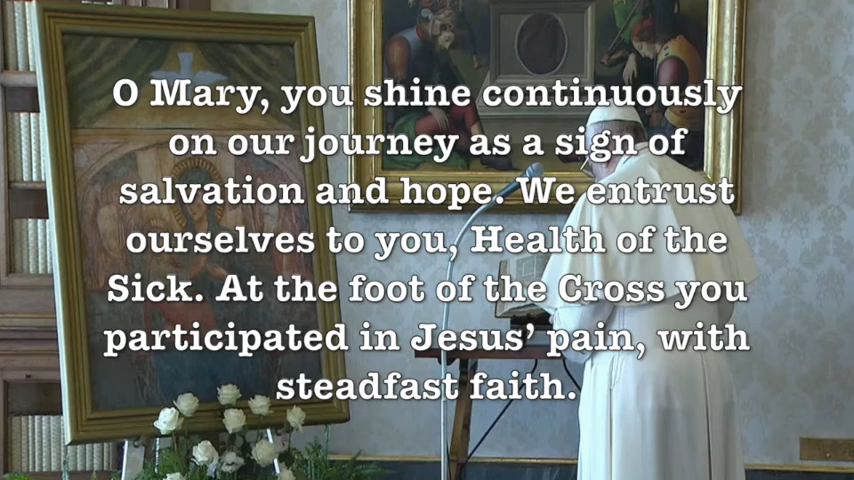 O Mary, you shine continuously
on our journey as a sign of
salvation and hope. We entrust
ourselves to you, Health of the
Sick. At the foot of the Cross you
participated in Jesus’ pain, with
steadfast faith.